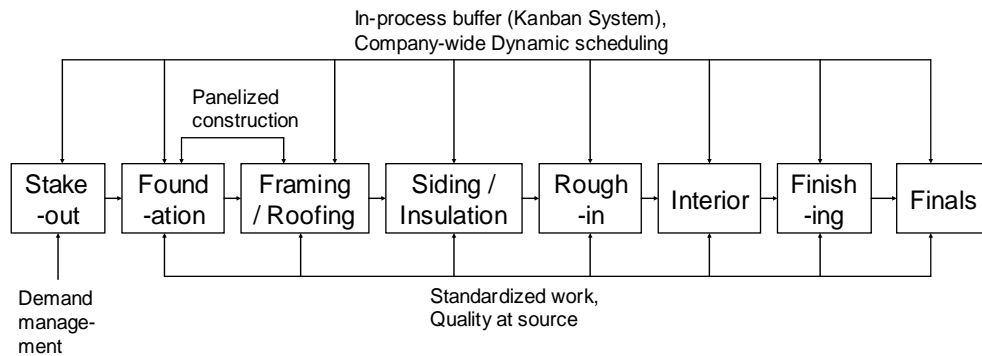 In-process buffer (Kanban System),
Company-wide Dynamic scheduling
Panelized
construction
Stake
-out
Found
-ation
Framing
/ Roofing
Siding /
Insulation
Rough
-in
Interior
Finish
-ing
Finals
Demand
manage-
ment
Standardized work,
Quality at source